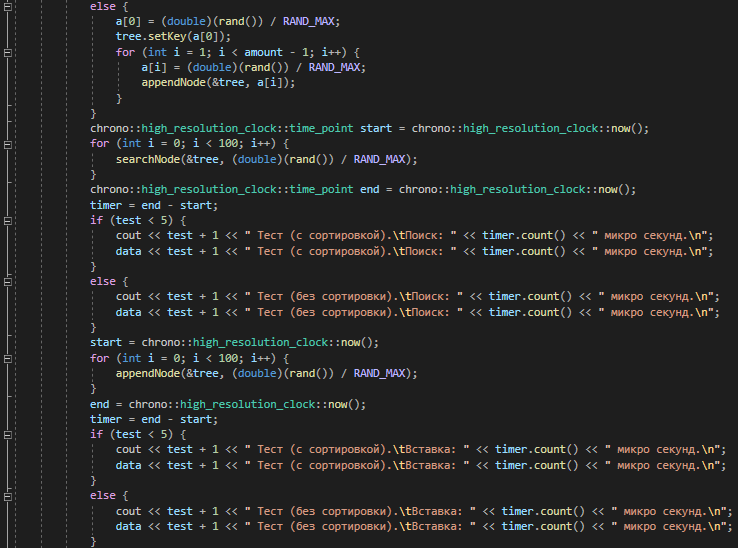 else {
a[0] = (double)(rand()) / RAND_MAX;
tree.setKey(a[0]);
for (int i = 1; i < amount - 1; i++) {
a[i] = (double)(rand()) / RAND_MAX;
appendNode(&tree, a[i]);
}
}
chrono::high_resolution_clock::time_point start = chrono::high_resolution_clock::now();
for (int i = 0; i < 100; i++) {
searchNode(&tree, (double)(rand()) / RAND_MAX);
}
chrono::high_resolution_clock::time_point end = chrono::high_resolution_clock::now();
timer = end - start;
if (test < 5) {
cout << test + 1 << " Тест (с сортировкой).\tПоиск: " << timer.count() << " микро секунд.\n";
data << test + 1 << " Тест (с сортировкой).\tПоиск: " << timer.count() << " микро секунд.\n";
}
else {
cout << test + 1 << " Тест (без сортировки).\tПоиск: " << timer.count() << " микро секунд.\n";
data << test + 1 << " Тест (без сортировки).\tПоиск: " << timer.count() << " микро секунд.\n";
}
start = chrono::high_resolution_clock::now();
for (int i = 0; i < 100; i++) {
appendNode(&tree, (double)(rand()) / RAND_MAX);
}
end = chrono::high_resolution_clock::now();
timer = end - start;
if (test < 5) {
cout << test + 1 << " Тест (с сортировкой).\tВставка: " << timer.count() << " микро секунд.\n";
data << test + 1 << " Тест (с сортировкой).\tВставка: " << timer.count() << " микро секунд.\n";
}
else {
cout << test + 1 << " Тест (без сортировки).\tВставка: " << timer.count() << " микро секунд.\n";
data << test + 1 << " Тест (без сортировки).\tВставка: " << timer.count() << " микро секунд.\n";
}